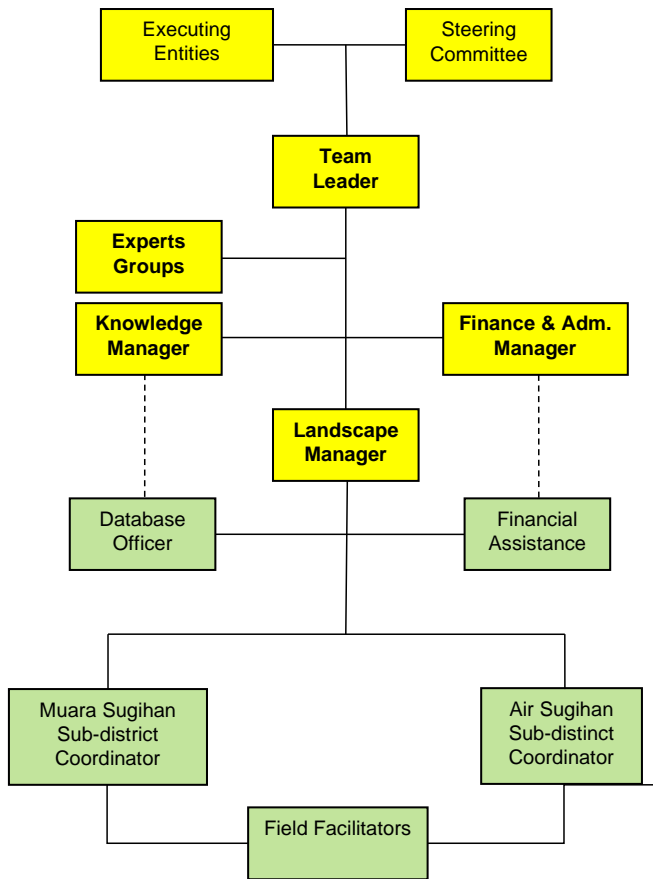 Executing
Entities
Steering
Committee
Team
Leader
Experts
Groups
Knowledge
Manager
Finance & Adm.
Manager
Landscape
Manager
Database
Officer
Financial
Assistance
Muara Sugihan
Sub-district
Coordinator
Air Sugihan
Sub-distinct
Coordinator
Field Facilitators